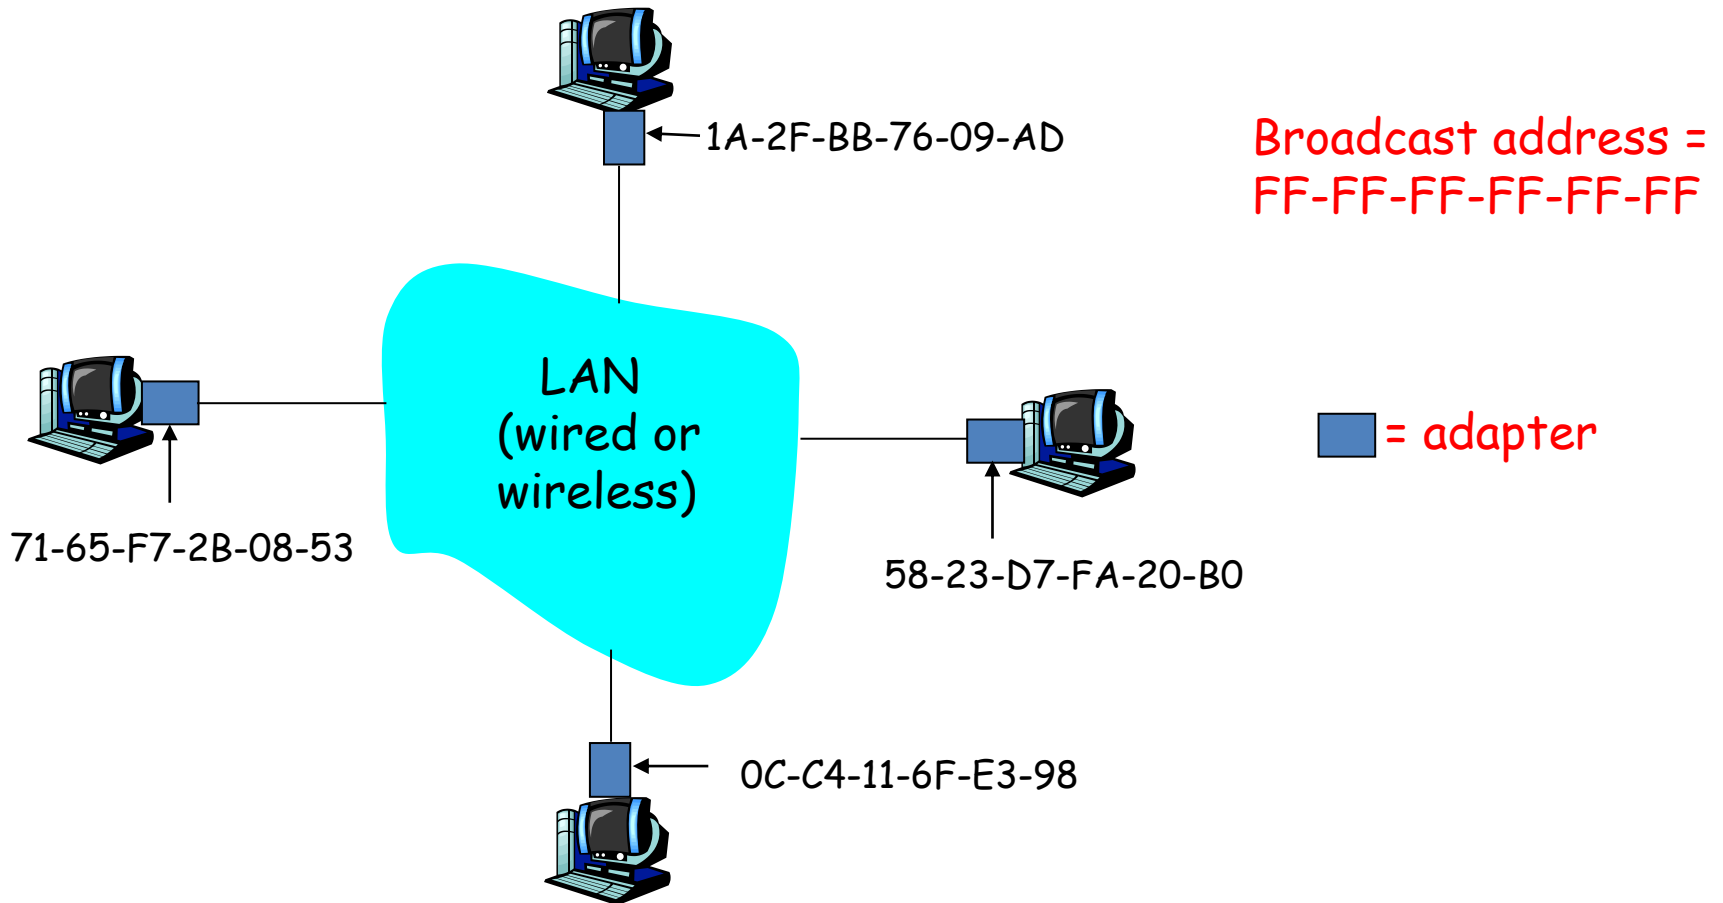 1A-2F-BB-76-09-AD
Broadcast address =
FF-FF-FF-FF-FF-FF
LAN
(wired or
wireless)
= adapter
71-65-F7-2B-08-53
58-23-D7-FA-20-B0
0C-C4-11-6F-E3-98